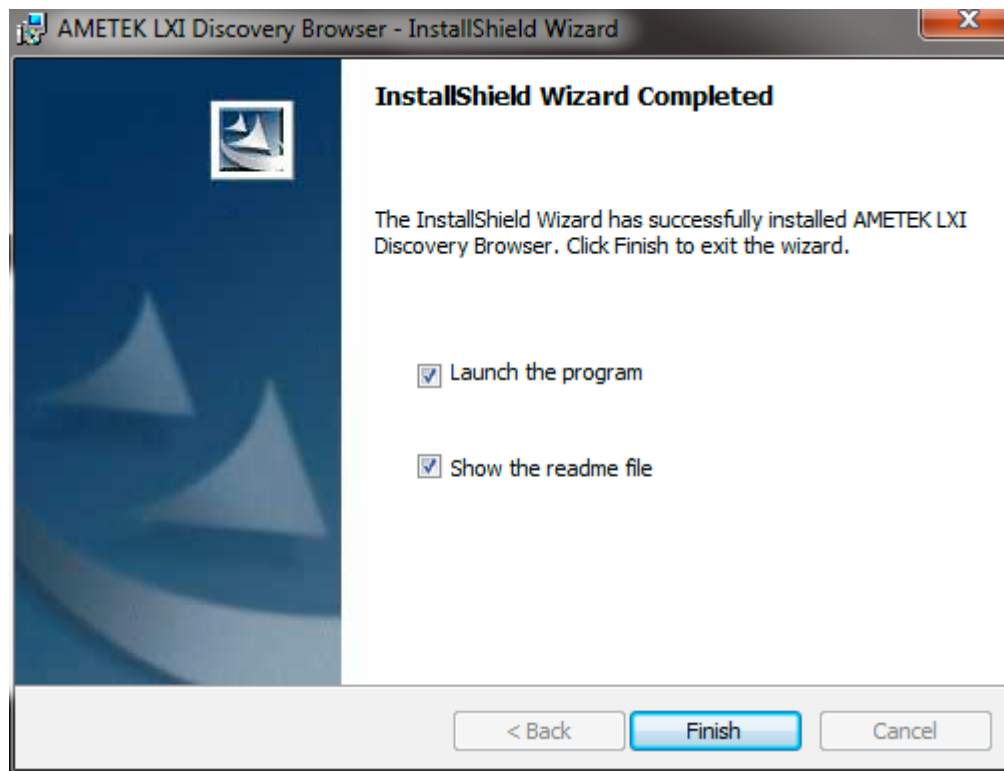 AMETEK LXI Discovery Browser - InstallShield Wizard
InstallShield Wizard Completed
The InstallShield Wizard has successfully installed AMETEK LXI
Discovery Browser. Click Finish to exit the wizard.
Launch the program
Show the readme file
< Back
Finish
Cancel